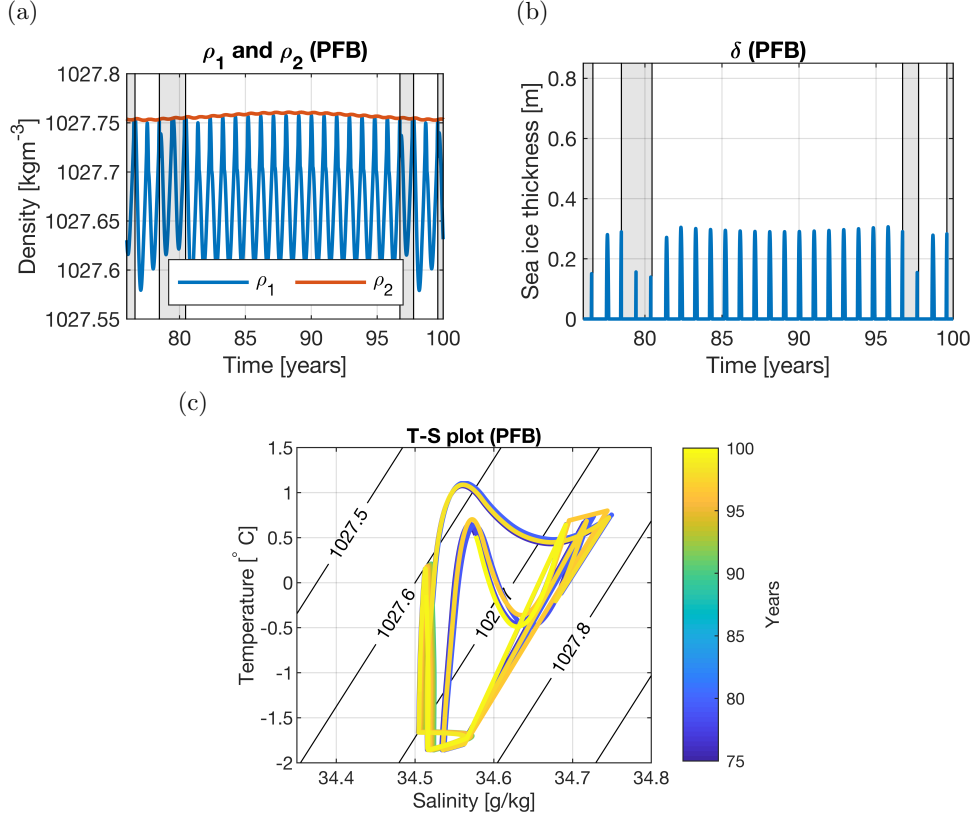 (a)
ρ1 and ρ2 (PFB)
Density [kgm-3]
1027.8
1027.75
1027.7
1027.65
1027.6
1027.55
ρ1 ρ2
80 85 90 95 100
Time [years]
(b)
δ (PFB)
Sea ice thickness [m]
0.8
0.6
0.4
0.2
0
80 85 90 95 100
Time [years]
(c)
T-S plot (PFB)
Temperature [° C]
1.5
1
0.5
0
-0.5
-1
-1.5
-2
1027.5
1027.6
1027.8
34.4 34.5 34.6 34.7 34.8
Salinity [g/kg]
100
95
90
85
80
75
Years